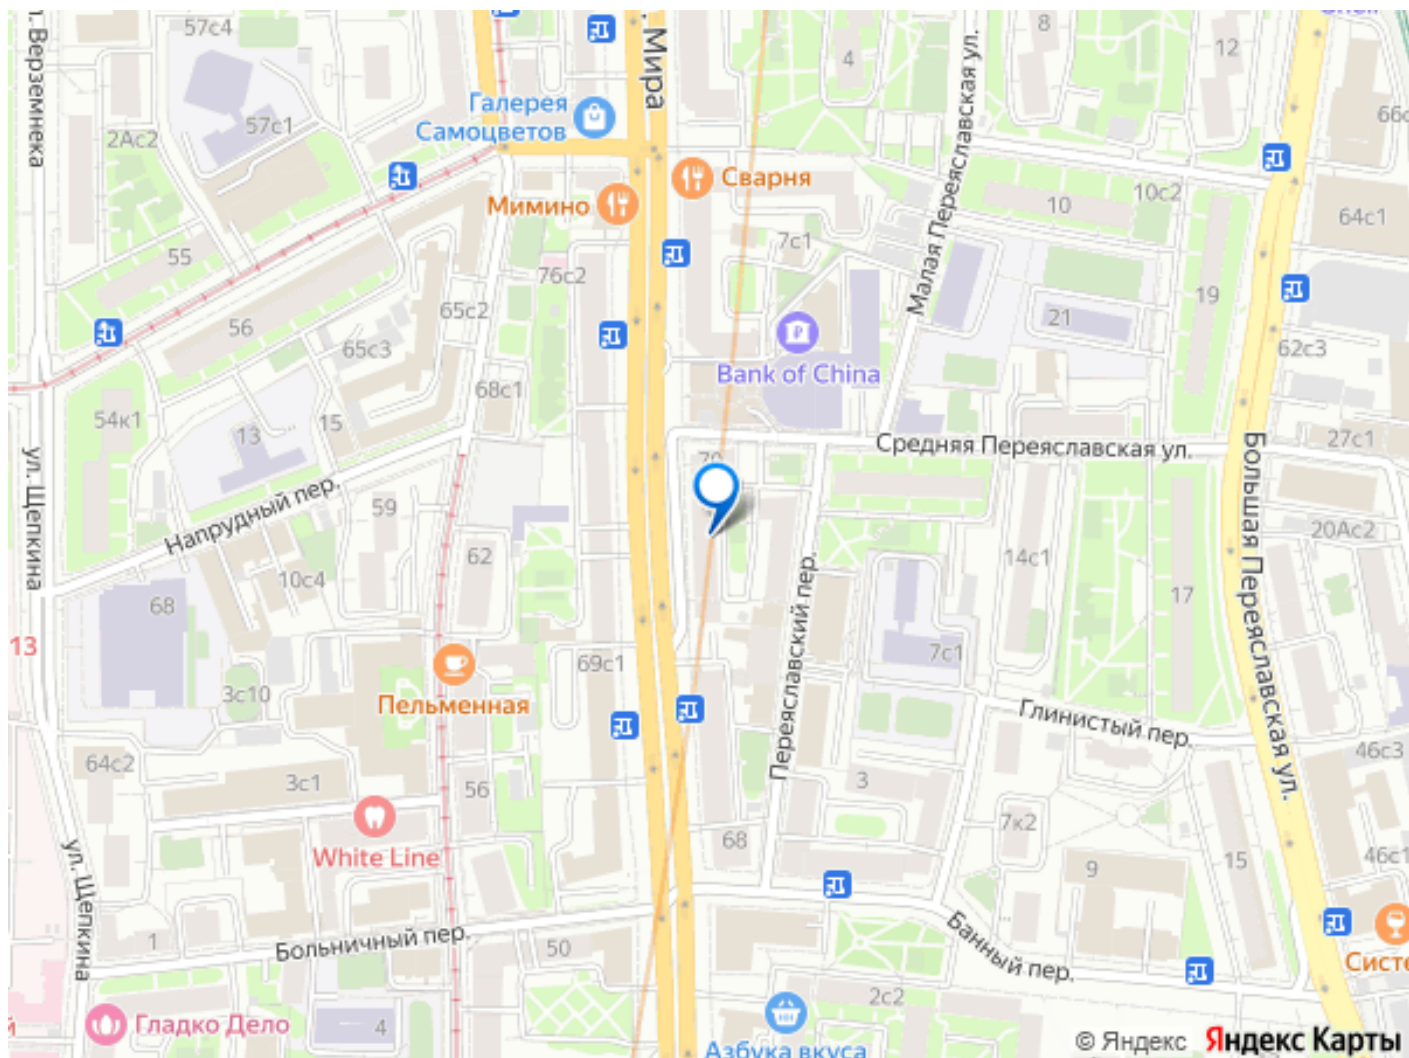 57с4
8
12
4
. Мира
ул. Верземнека
Малая Переяславская ул.
66с
Галерея
Самоцветов
57с1
2Ас2
Сварня
10с2
Мимино
10
64с1
7с1
55
76с2
19
65с2
21
56
65с3
62с3
Bank of China
68с1
54к1
15
13
...
27с1
Средняя Переяславская ул.
Большая Переяславская ул.
ул. Щепкина
Напрудный пер.
59
20Ас2
62
14с1
10с4
68
17
Переяславский пер.
13
7с1
69с1
3с10
Пельменная
Глинистый пер.
46с3
64с2
3с1
56
3
7к2
68
White Line
46с1
15
9
ул. Щепкина
Больничный пер.
1
50
Банный пер.
Систе
2с2
Гладко Дело
4
й
Азбука вкуса
© Яндекс Яндекс Карты